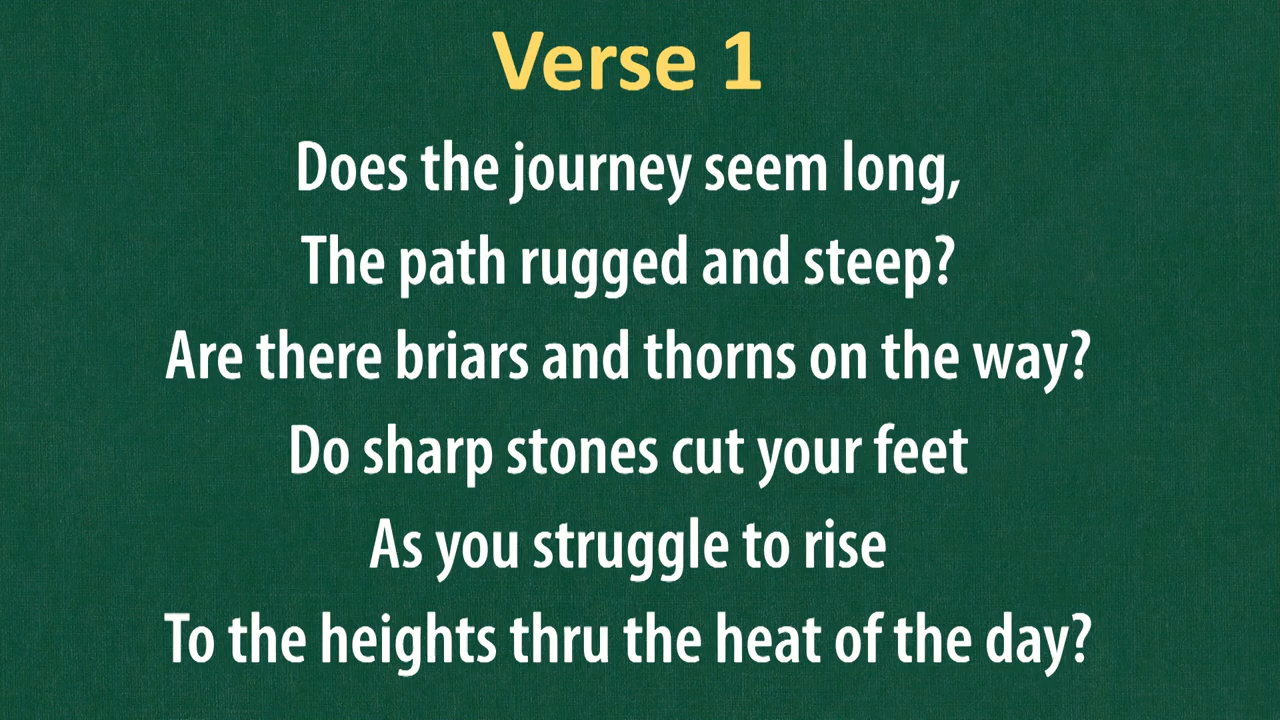 Verse 1
Does the journey seem long,
The path rugged and steep?
Are there briars and thorns on the way?
Do sharp stones cut your feet
As you struggle to rise
To the heights thru the heat of the day?